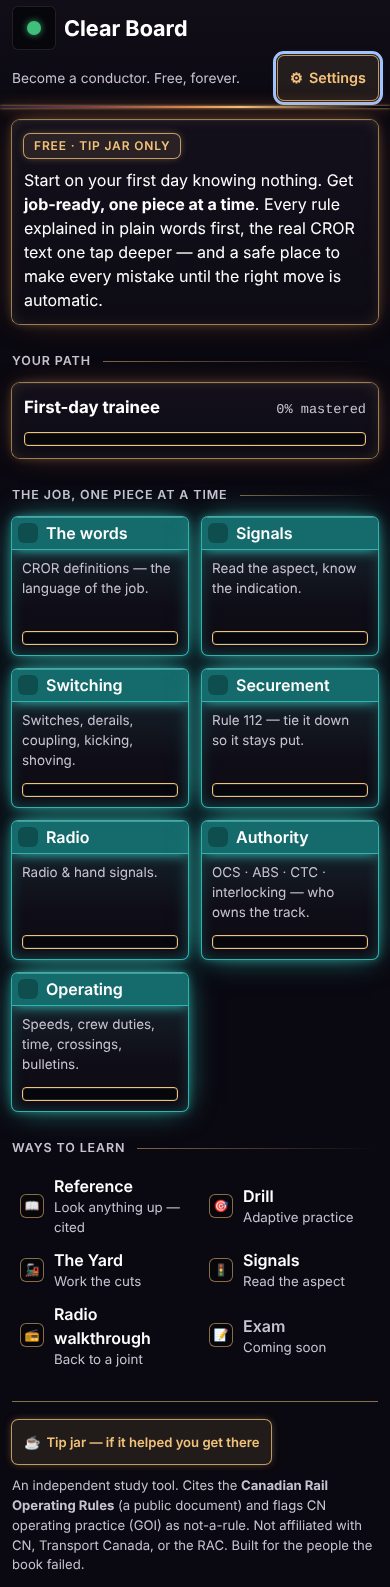 Clear Board
Become a conductor. Free, forever.
⚙ Settings
FREE · TIP JAR ONLY
Start on your first day knowing nothing. Get
job-ready, one piece at a time. Every rule
explained in plain words first, the real CROR
text one tap deeper — and a safe place to
make every mistake until the right move is
automatic.
YOUR PATH
First-day trainee
0% mastered
THE JOB, ONE PIECE AT A TIME
The words
CROR definitions — the
language of the job.
Signals
Read the aspect, know
the indication.
Switching
Switches, derails,
coupling, kicking,
shoving.
Securement
Rule 112 — tie it down
so it stays put.
Radio
Radio & hand signals.
Authority
OCS · ABS · CTC ·
interlocking — who
owns the track.
Operating
Speeds, crew duties,
time, crossings,
bulletins.
WAYS TO LEARN
Reference
Look anything up —
cited
Drill
Adaptive practice
The Yard
Work the cuts
Signals
Read the aspect
Radio
walkthrough
Back to a joint
Exam
Coming soon
☕ Tip jar — if it helped you get there
An independent study tool. Cites the Canadian Rail
Operating Rules (a public document) and flags CN
operating practice (GOI) as not-a-rule. Not affiliated with
CN, Transport Canada, or the RAC. Built for the people the
book failed.